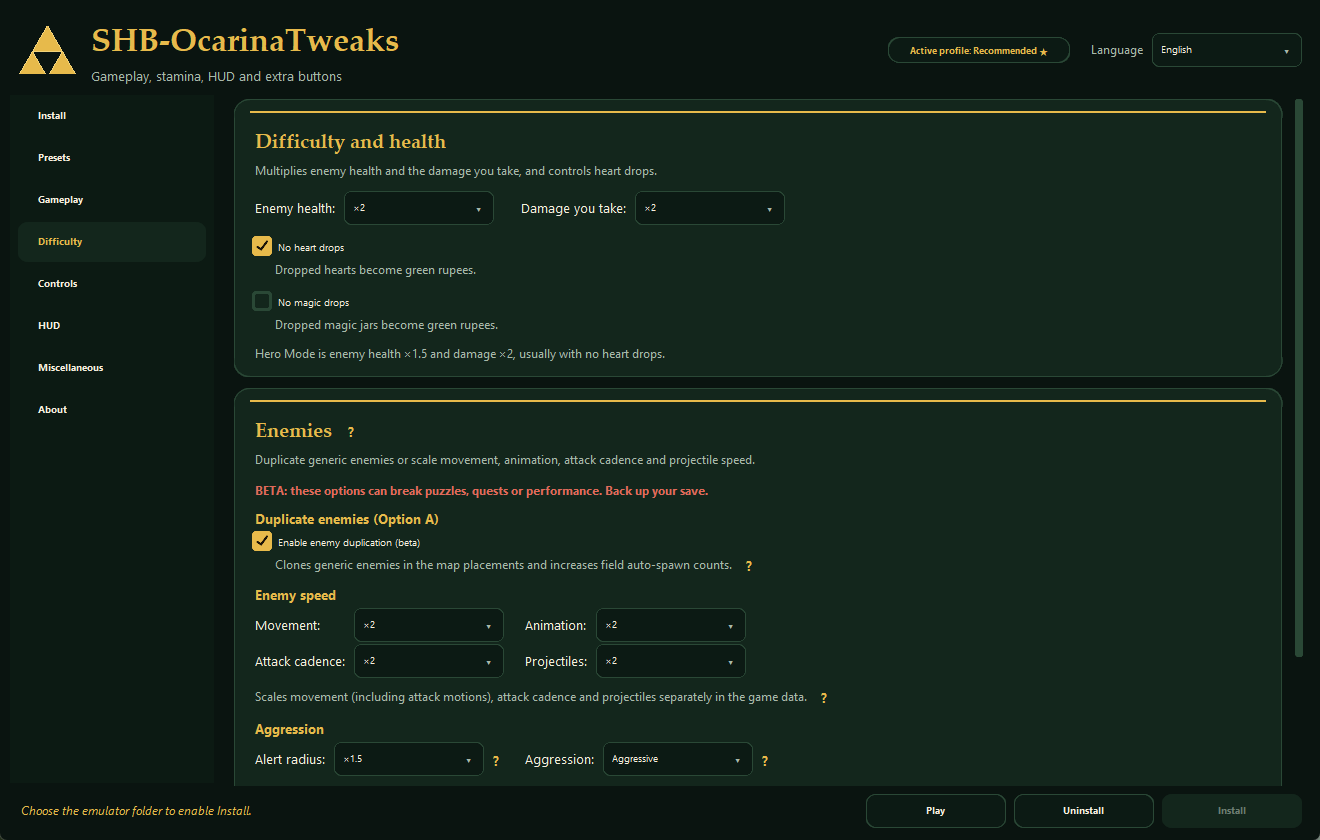 SHB-OcarinaTweaks
Gameplay, stamina, HUD and extra buttons
Active profile: Recommended ★
Language
English
Install
Presets
Gameplay
Difficulty
Controls
HUD
Miscellaneous
About
Difficulty and health
Multiplies enemy health and the damage you take, and controls heart drops.
Enemy health: ×2 Damage you take: ×2
No heart drops
Dropped hearts become green rupees.
No magic drops
Dropped magic jars become green rupees.
Hero Mode is enemy health ×1.5 and damage ×2, usually with no heart drops.
Enemies ?
Duplicate generic enemies or scale movement, animation, attack cadence and projectile speed.
BETA: these options can break puzzles, quests or performance. Back up your save.
Duplicate enemies (Option A)
Enable enemy duplication (beta)
Clones generic enemies in the map placements and increases field auto-spawn counts. ?
Enemy speed
Movement: ×2 Animation: ×2
Attack cadence: ×2 Projectiles: ×2
Scales movement (including attack motions), attack cadence and projectiles separately in the game data. ?
Aggression
Alert radius: ×1.5 ? Aggression: Aggressive ?
Choose the emulator folder to enable Install.
Play
Uninstall
Install